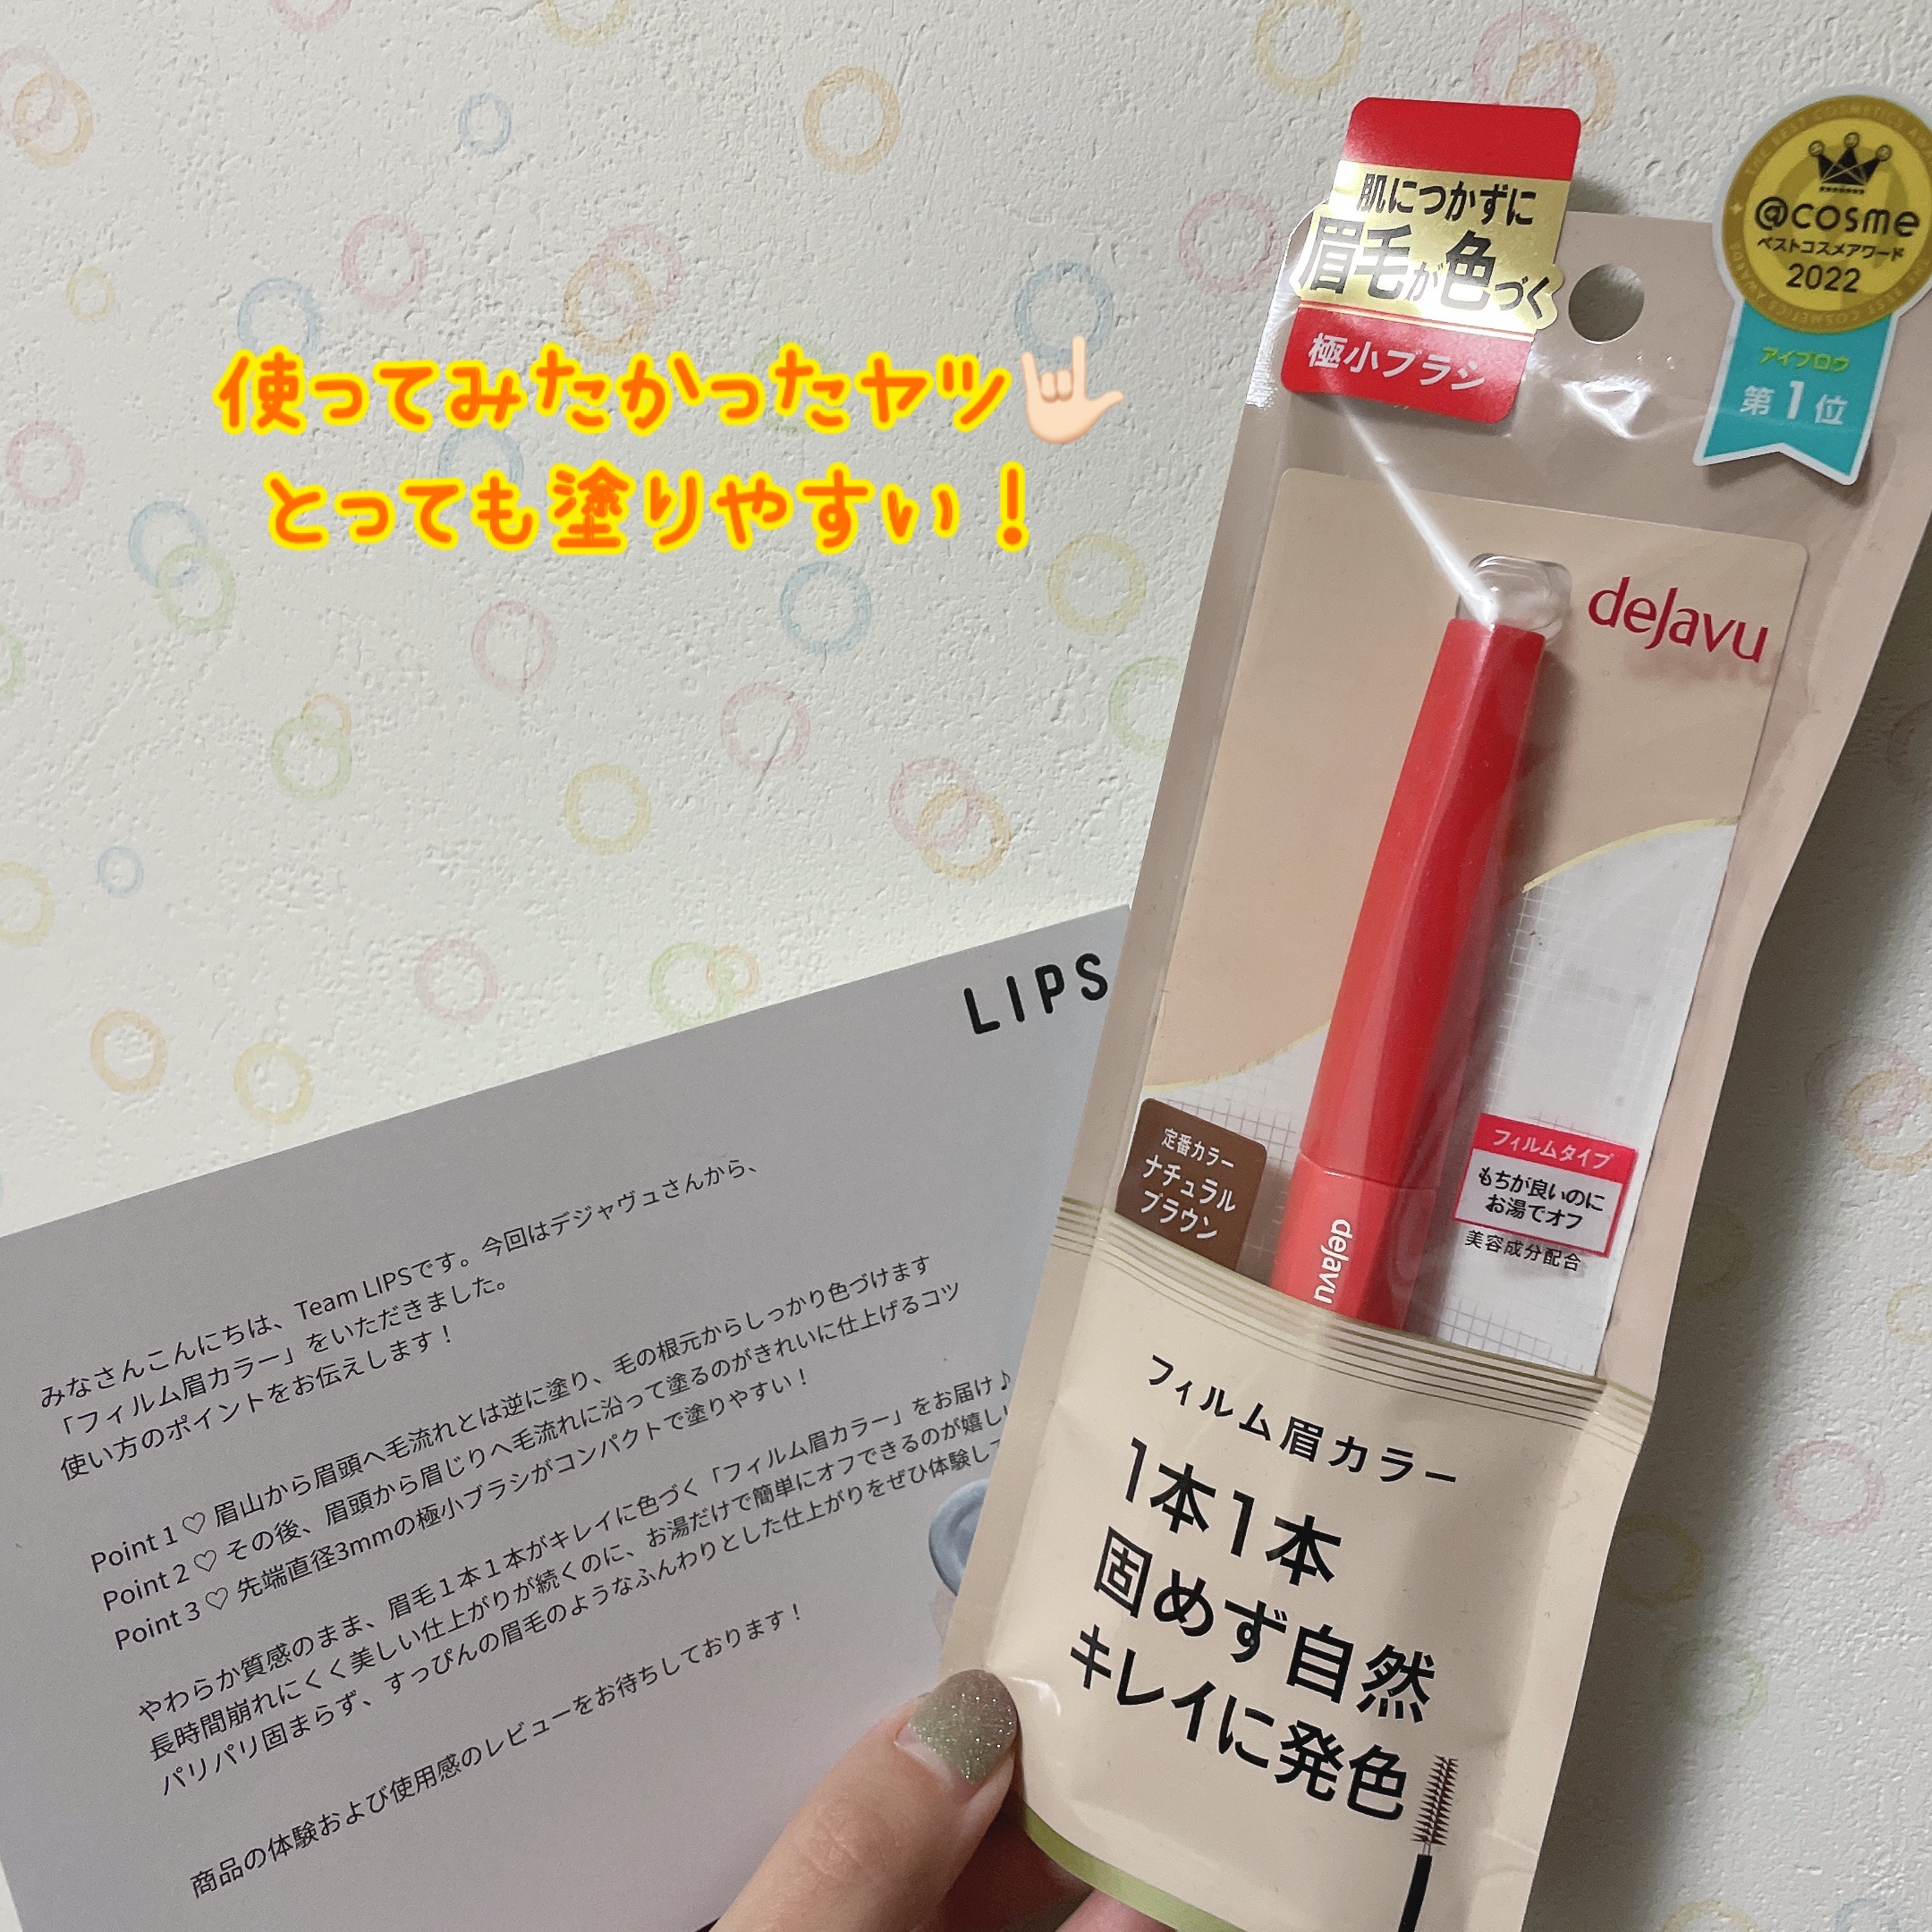 使ってみたかったヤツ🤟🏻
とっても塗りやすい！
肌につかずに
眉毛が色づく
極小ブラシ
@cosme
ベストコスメアワード
2022
アイブロウ
第1位
dejavu
定番カラー
ナチュラル
ブラウン
フィルムタイプ
もちが良いのに
お湯でオフ
美容成分配合
dejavu
フィルム眉カラー
1本1本
固めず自然
キレイに発色
LIPS
みなさんこんにちは、Team LIPSです。今回はデジャヴュさんから、
「フィルム眉カラー」をいただきました。
使い方のポイントをお伝えします！
Point 1 ♡ 眉山から眉頭へ毛流れとは逆に塗り、毛の根元からしっかり色づけます
Point 2 ♡ その後、眉頭から眉じりへ毛流れに沿って塗るのがきれいに仕上げるコツ
Point 3 ♡ 先端直径3mmの極小ブラシがコンパクトで塗りやすい！
やわらか質感のまま、眉毛１本１本がキレイに色づく「フィルム眉カラー」をお届け♪
長時間崩れにくく美しい仕上がりが続くのに、お湯だけで簡単にオフできるのが嬉し
パリパリ固まらず、すっぴんの眉毛のようなふんわりとした仕上がりをぜひ体験し
商品の体験および使用感のレビューをお待ちしております！